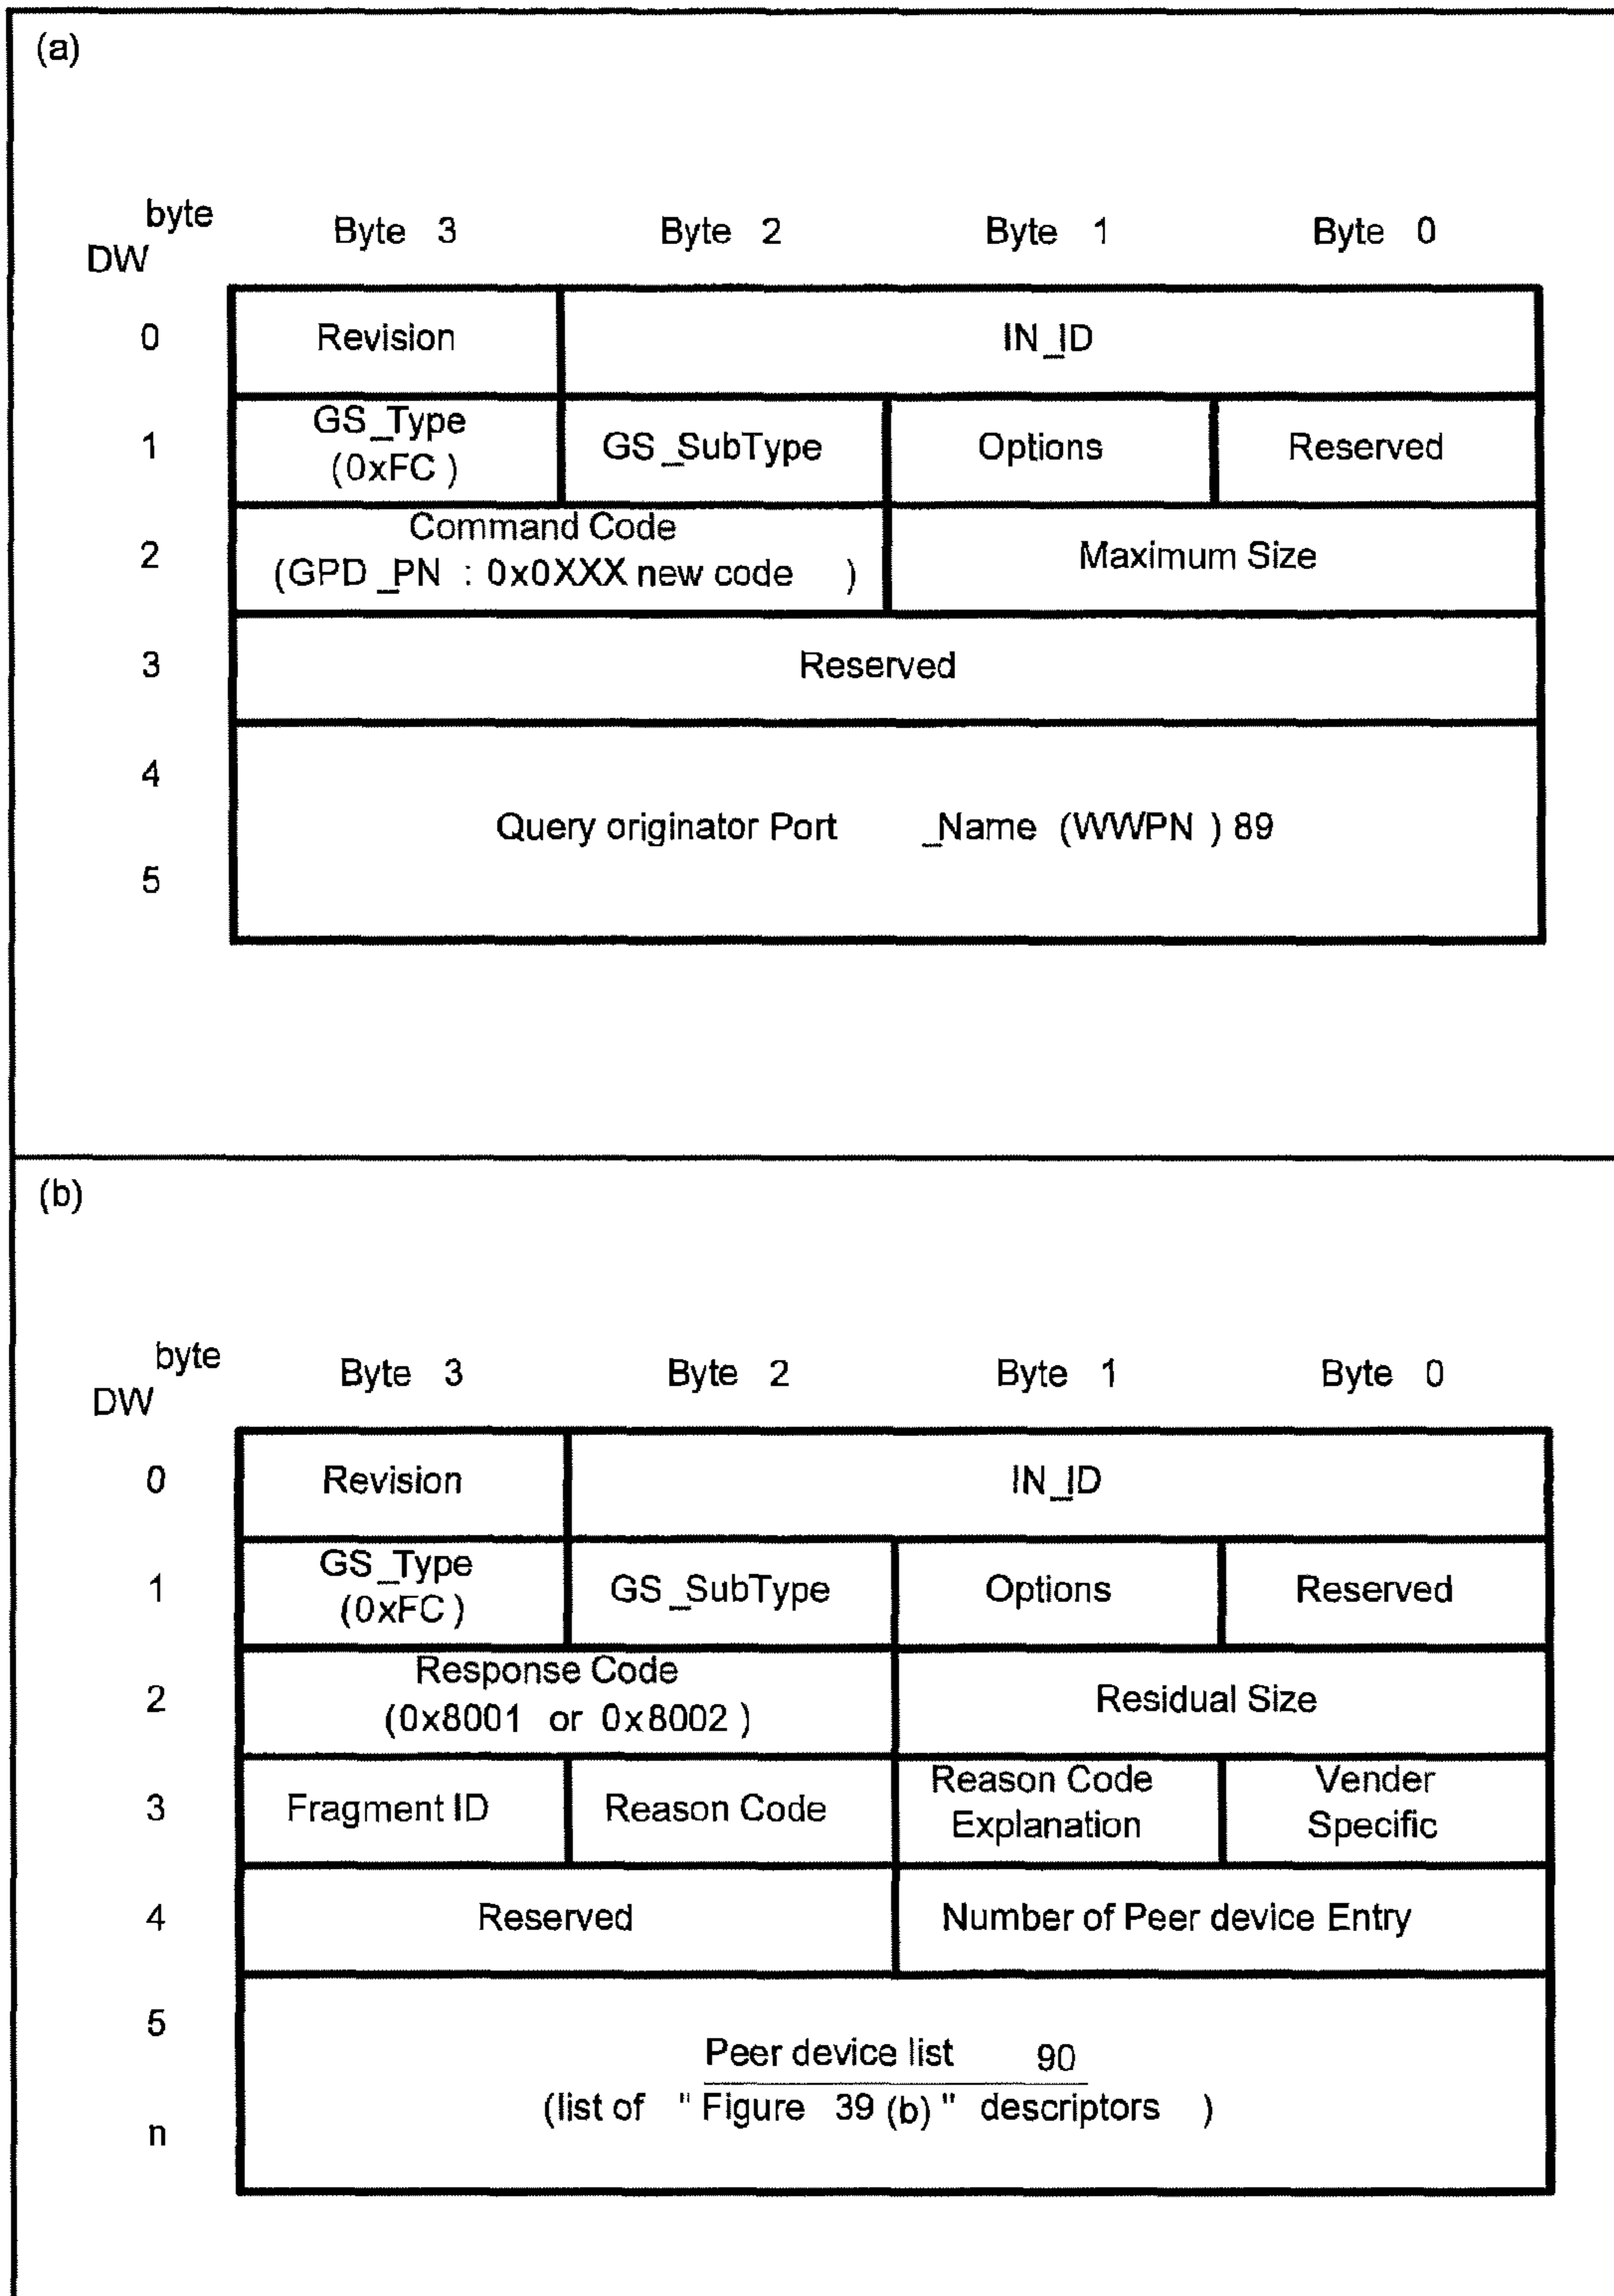 (a)
byte
DW
Byte 3 Byte 2 Byte 1 Byte 0
0 Revision IN_ID
1 GS_Type (0xFC) GS_SubType Options Reserved
2 Command Code (GPD_PN : 0x0XXX new code) Maximum Size
3 Reserved
4
Query originator Port_Name (WWPN) 89
5
(b)
byte
DW
Byte 3 Byte 2 Byte 1 Byte 0
0 Revision IN_ID
1 GS_Type (0xFC) GS_SubType Options Reserved
2 Response Code (0x8001 or 0x8002) Residual Size
3 Fragment ID Reason Code Reason Code Explanation Vender Specific
4 Reserved Number of Peer device Entry
5
Peer device list 90
(list of "Figure 39 (b)" descriptors)
n